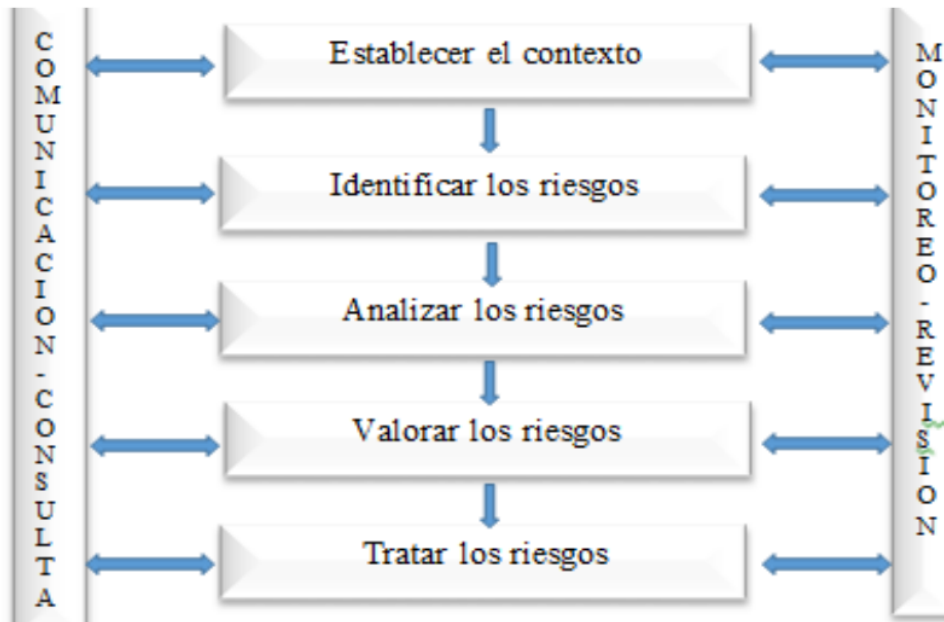 COMUNICACION-CONSULTA
Establecer el contexto
Identificar los riesgos
Analizar los riesgos
Valorar los riesgos
Tratar los riesgos
MONITOREO-REVISION